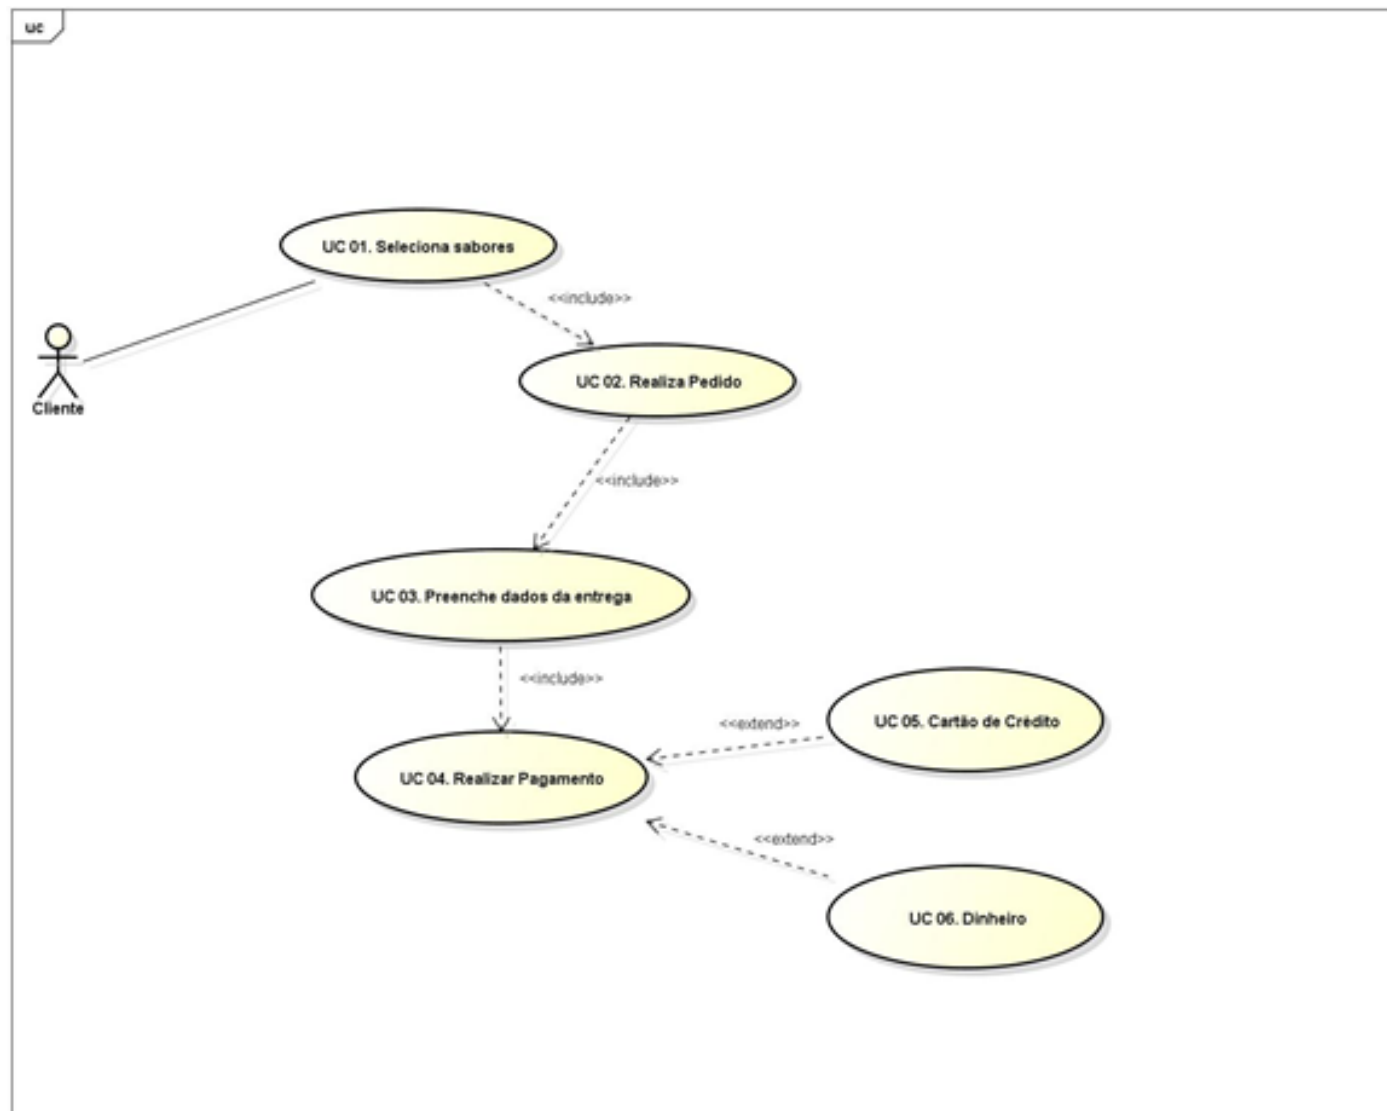 uc
UC 01. Seleciona sabores
<<include>>
Cliente
UC 02. Realiza Pedido
<<include>>
UC 03. Preenche dados da entrega
<<include>>
UC 05. Cartão de Crédito
<<extend>>
UC 04. Realizar Pagamento
<<extend>>
UC 06. Dinheiro